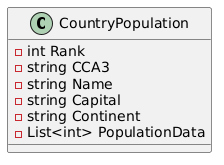 C CountryPopulation
int Rank
string CCA3
string Name
string Capital
string Continent
List<int> PopulationData